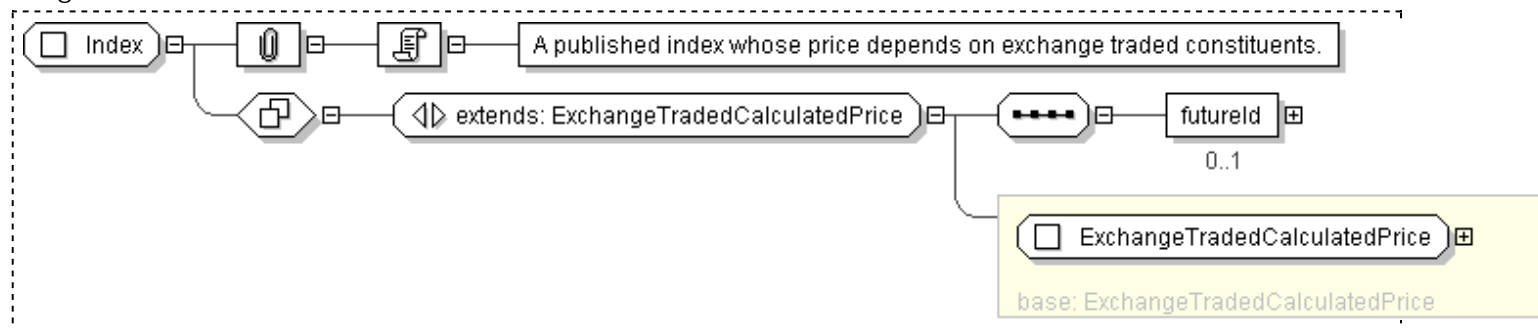 Index
A published index whose price depends on exchange traded constituents.
extends: ExchangeTradedCalculatedPrice
futureId
0..1
ExchangeTradedCalculatedPrice
base: ExchangeTradedCalculatedPrice